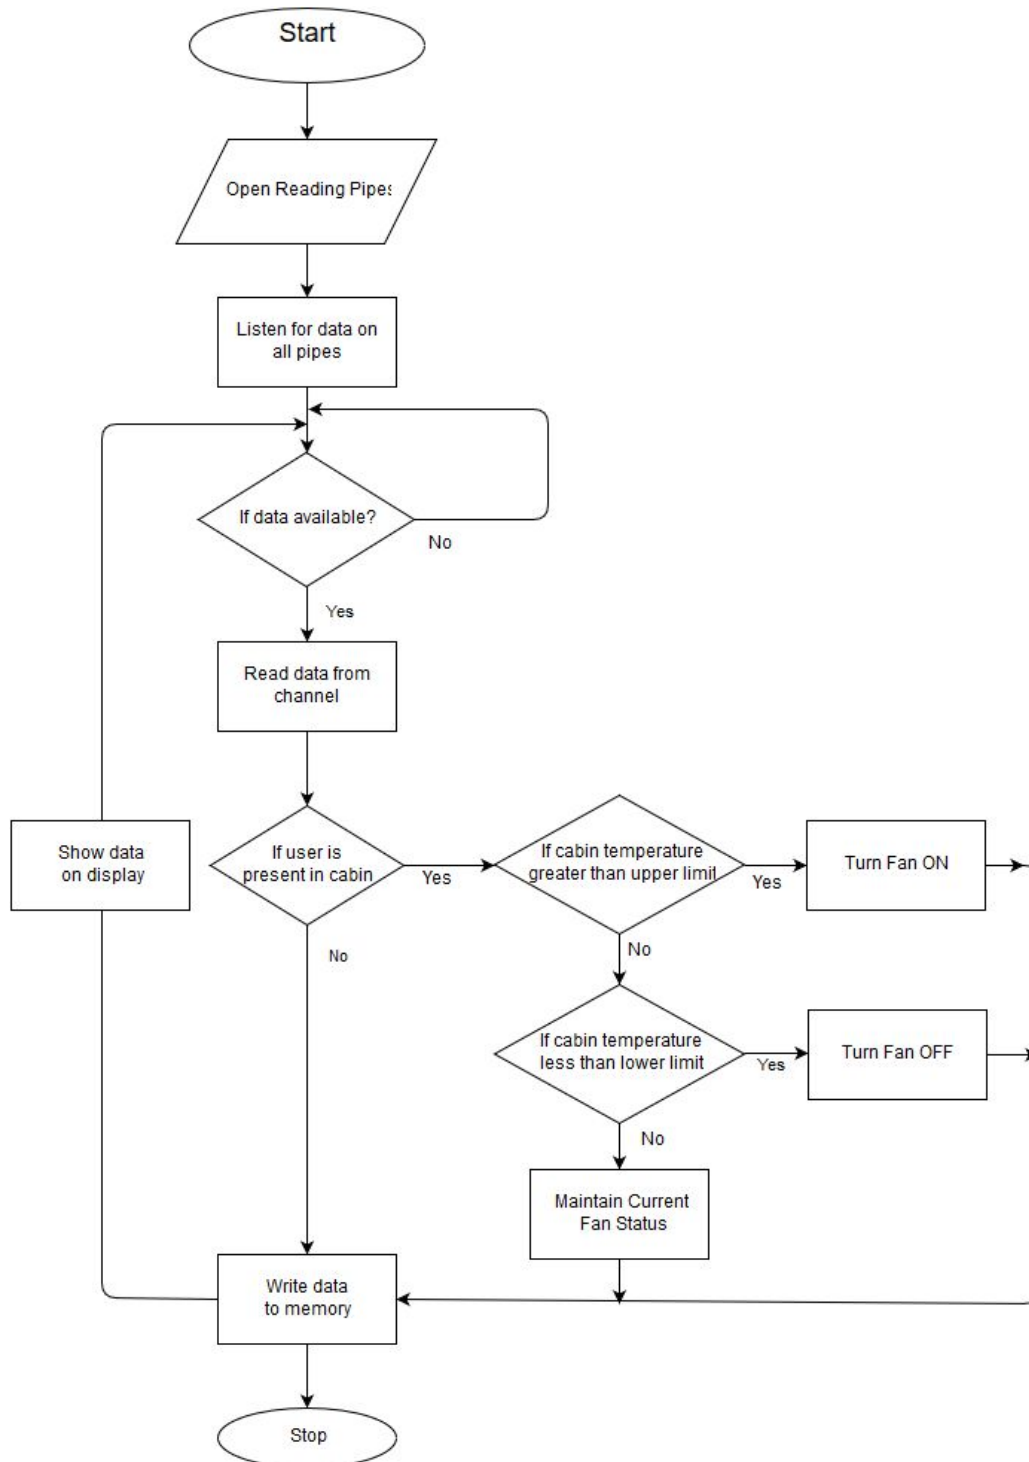 Start
Open Reading Pipes
Listen for data on
all pipes
If data available?
No
Yes
Read data from
channel
Show data
on display
If user is
present in cabin
Yes
No
If cabin temperature
greater than upper limit
Yes
Turn Fan ON
No
If cabin temperature
less than lower limit
Yes
Turn Fan OFF
No
Maintain Current
Fan Status
Write data
to memory
Stop